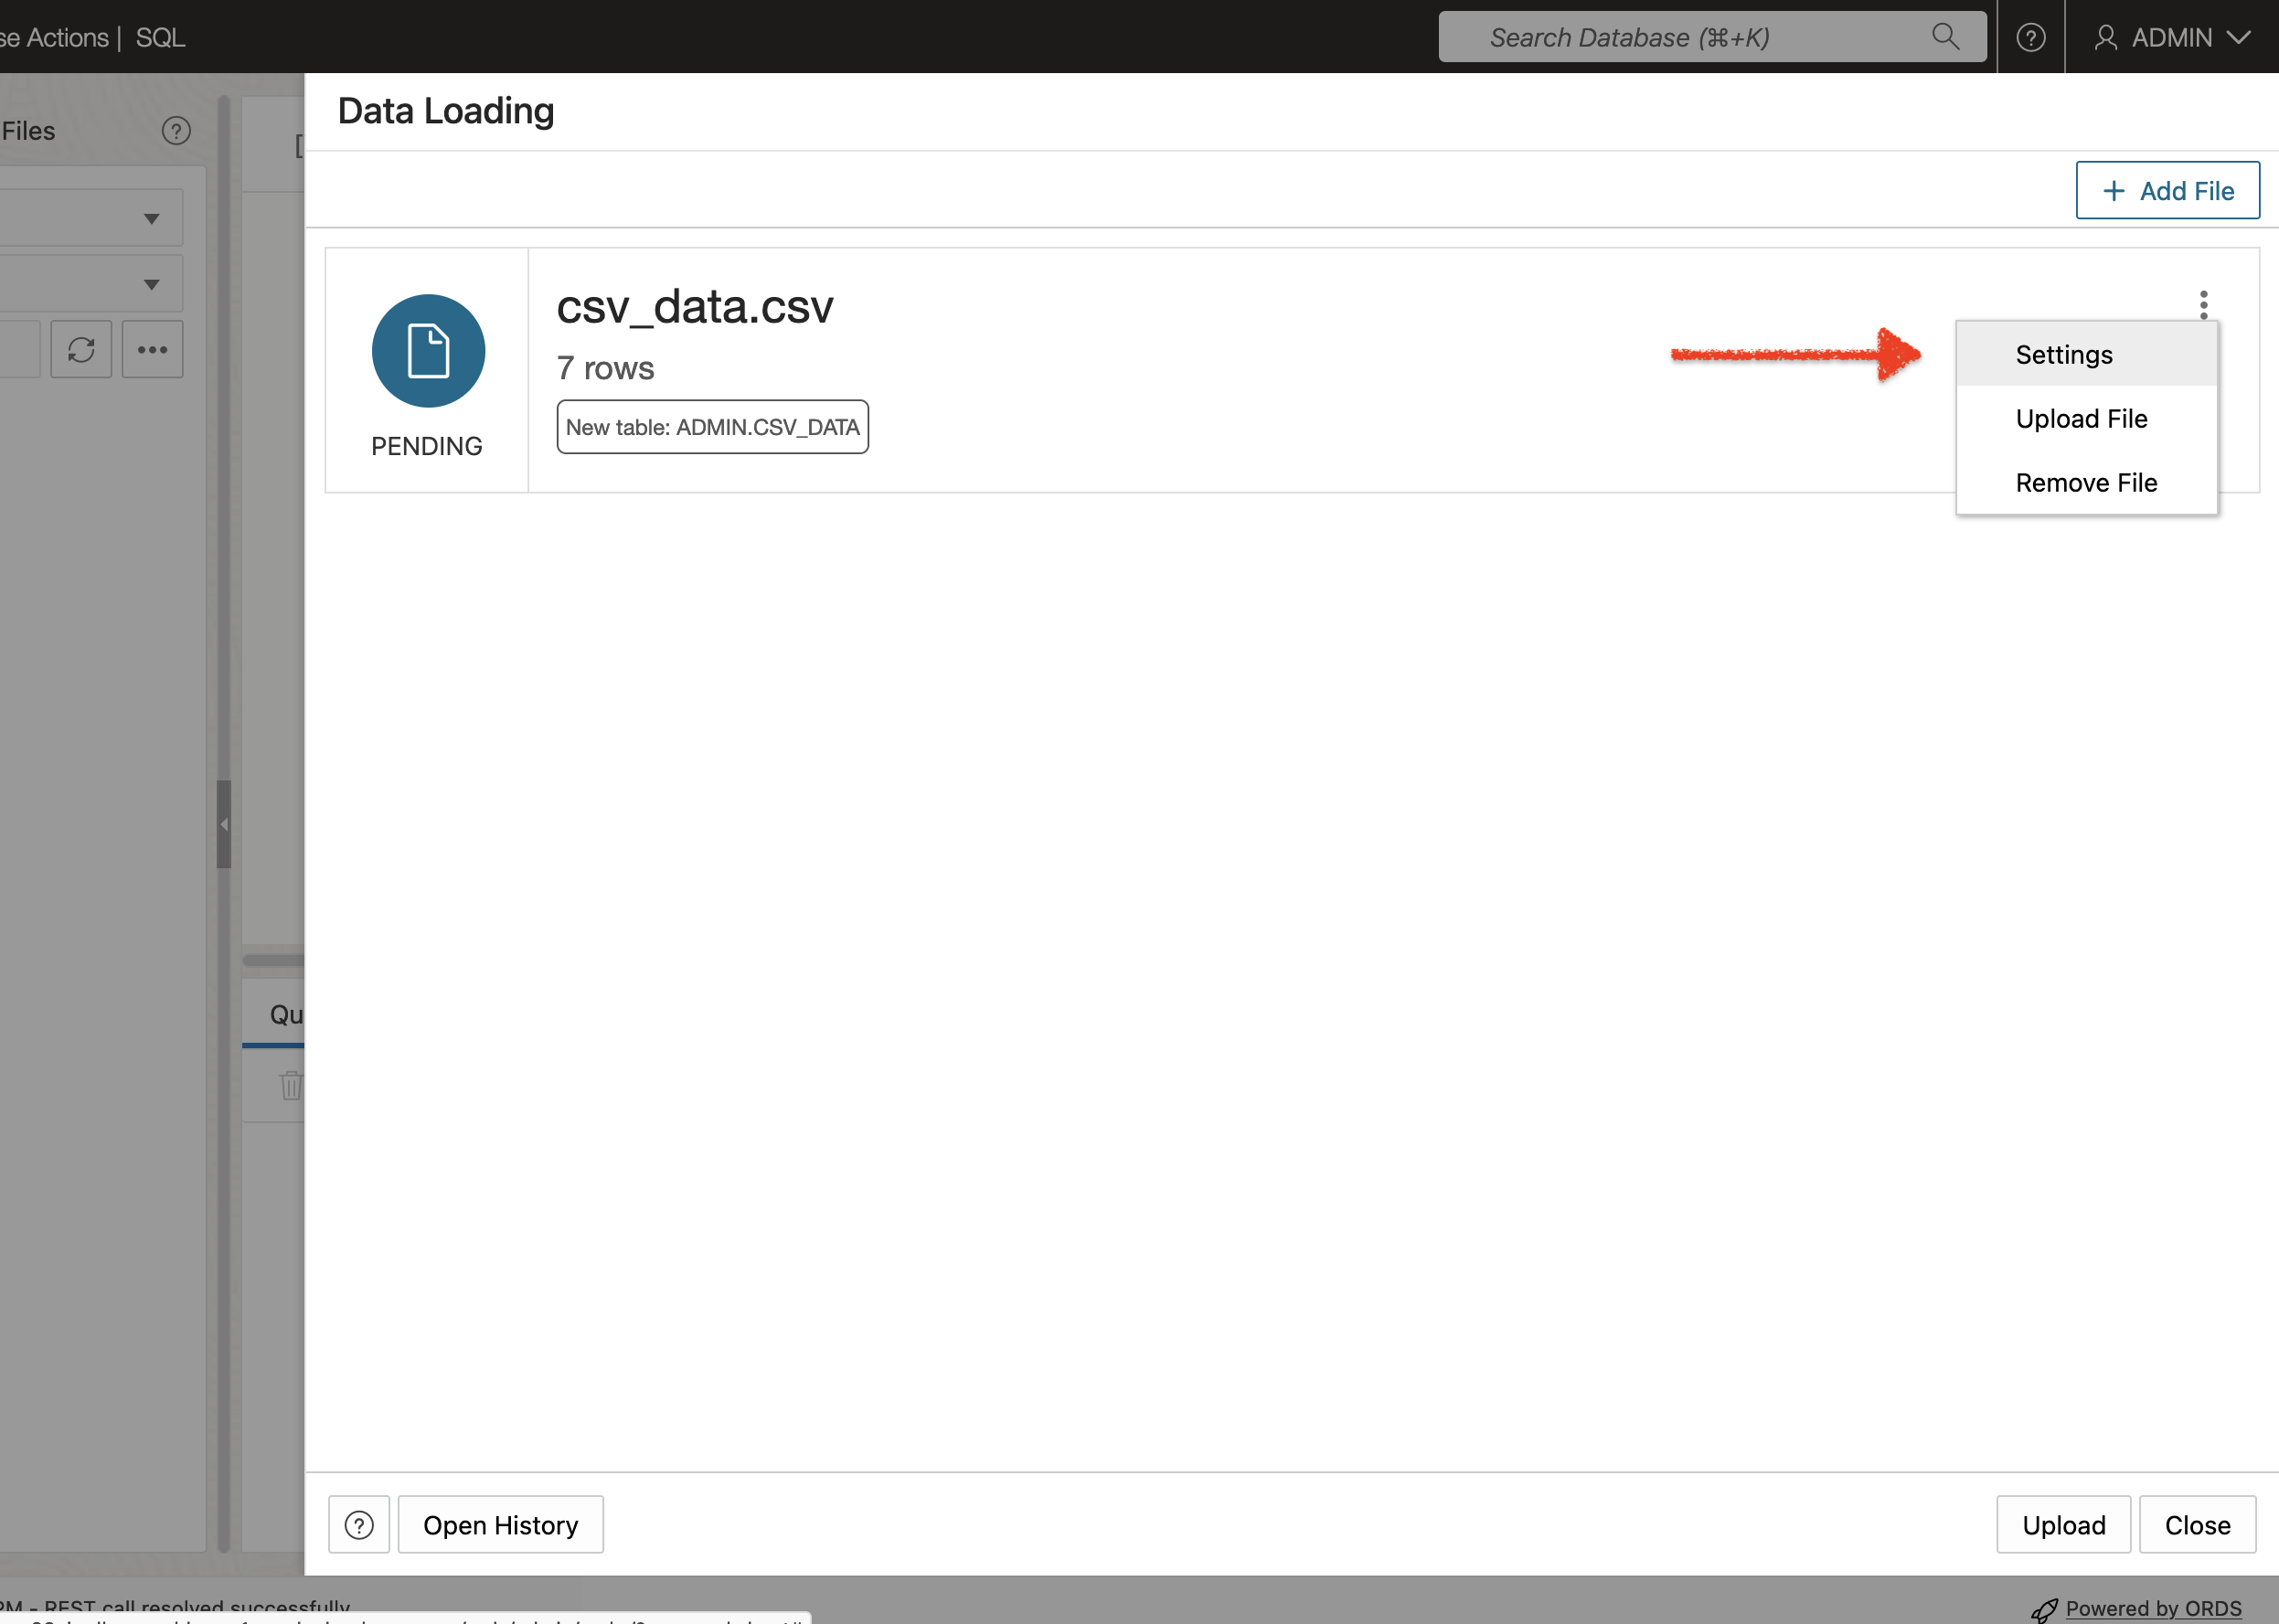 se Actions | SQL
Search Database (⌘+K)
ADMIN
Files
Data Loading
+ Add File
csv_data.csv
7 rows
New table: ADMIN.CSV_DATA
PENDING
Settings
Upload File
Remove File
Qu
Open History
Upload
Close
PM - REST call resolved successfully
Powered by ORDS